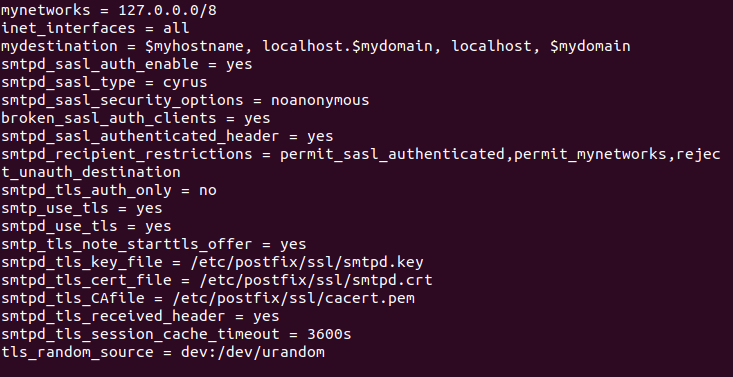 mynetworks = 127.0.0.0/8
inet_interfaces = all
mydestination = $myhostname, localhost.$mydomain, localhost, $mydomain
smtpd_sasl_auth_enable = yes
smtpd_sasl_type = cyrus
smtpd_sasl_security_options = noanonymous
broken_sasl_auth_clients = yes
smtpd_sasl_authenticated_header = yes
smtpd_recipient_restrictions = permit_sasl_authenticated,permit_mynetworks,rejec
t_unauth_destination
smtpd_tls_auth_only = no
smtp_use_tls = yes
smtpd_use_tls = yes
smtp_tls_note_starttls_offer = yes
smtpd_tls_key_file = /etc/postfix/ssl/smtpd.key
smtpd_tls_cert_file = /etc/postfix/ssl/smtpd.crt
smtpd_tls_CAfile = /etc/postfix/ssl/cacert.pem
smtpd_tls_received_header = yes
smtpd_tls_session_cache_timeout = 3600s
tls_random_source = dev:/dev/urandom